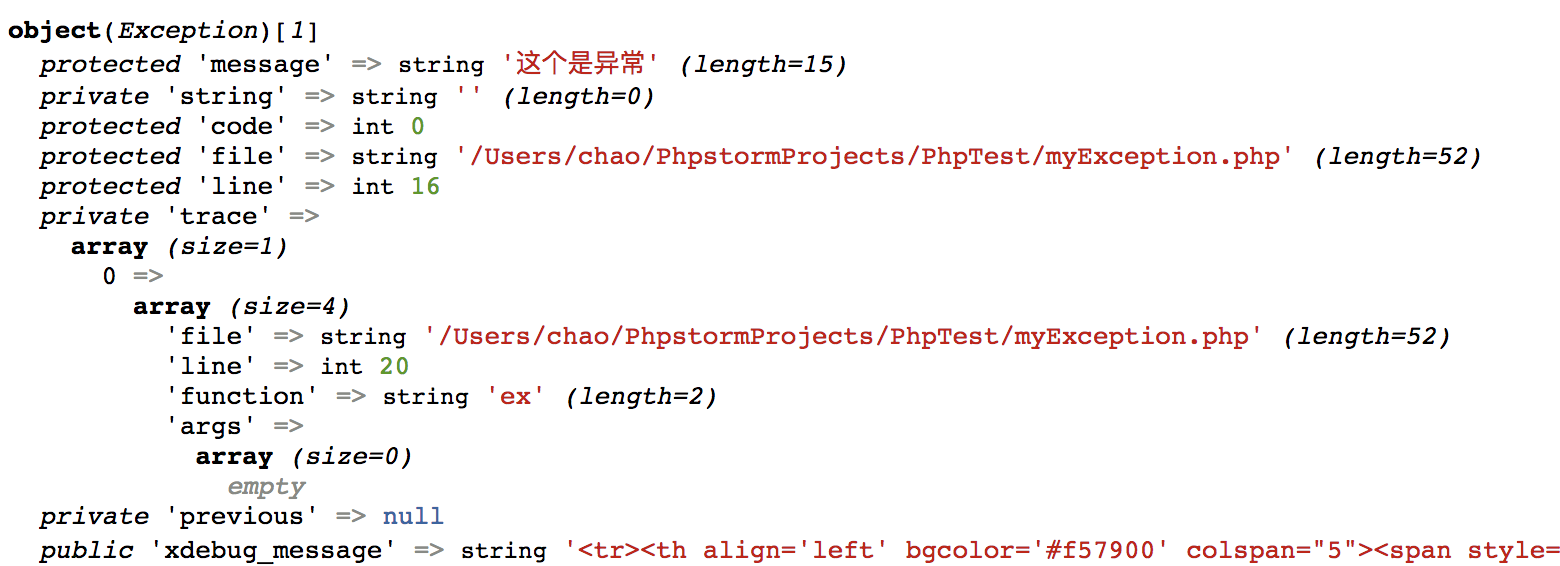 object(Exception)[1]
protected 'message' => string '这个是异常' (length=15)
private 'string' => string '' (length=0)
protected 'code' => int 0
protected 'file' => string '/Users/chao/PhpstormProjects/PhpTest/myException.php' (length=52)
protected 'line' => int 16
private 'trace' =>
array (size=1)
0 =>
array (size=4)
'file' => string '/Users/chao/PhpstormProjects/PhpTest/myException.php' (length=52)
'line' => int 20
'function' => string 'ex' (length=2)
'args' =>
array (size=0)
empty
private 'previous' => null
public 'xdebug_message' => string '<tr><th align='left' bgcolor='#f57900' colspan="5"><span style=